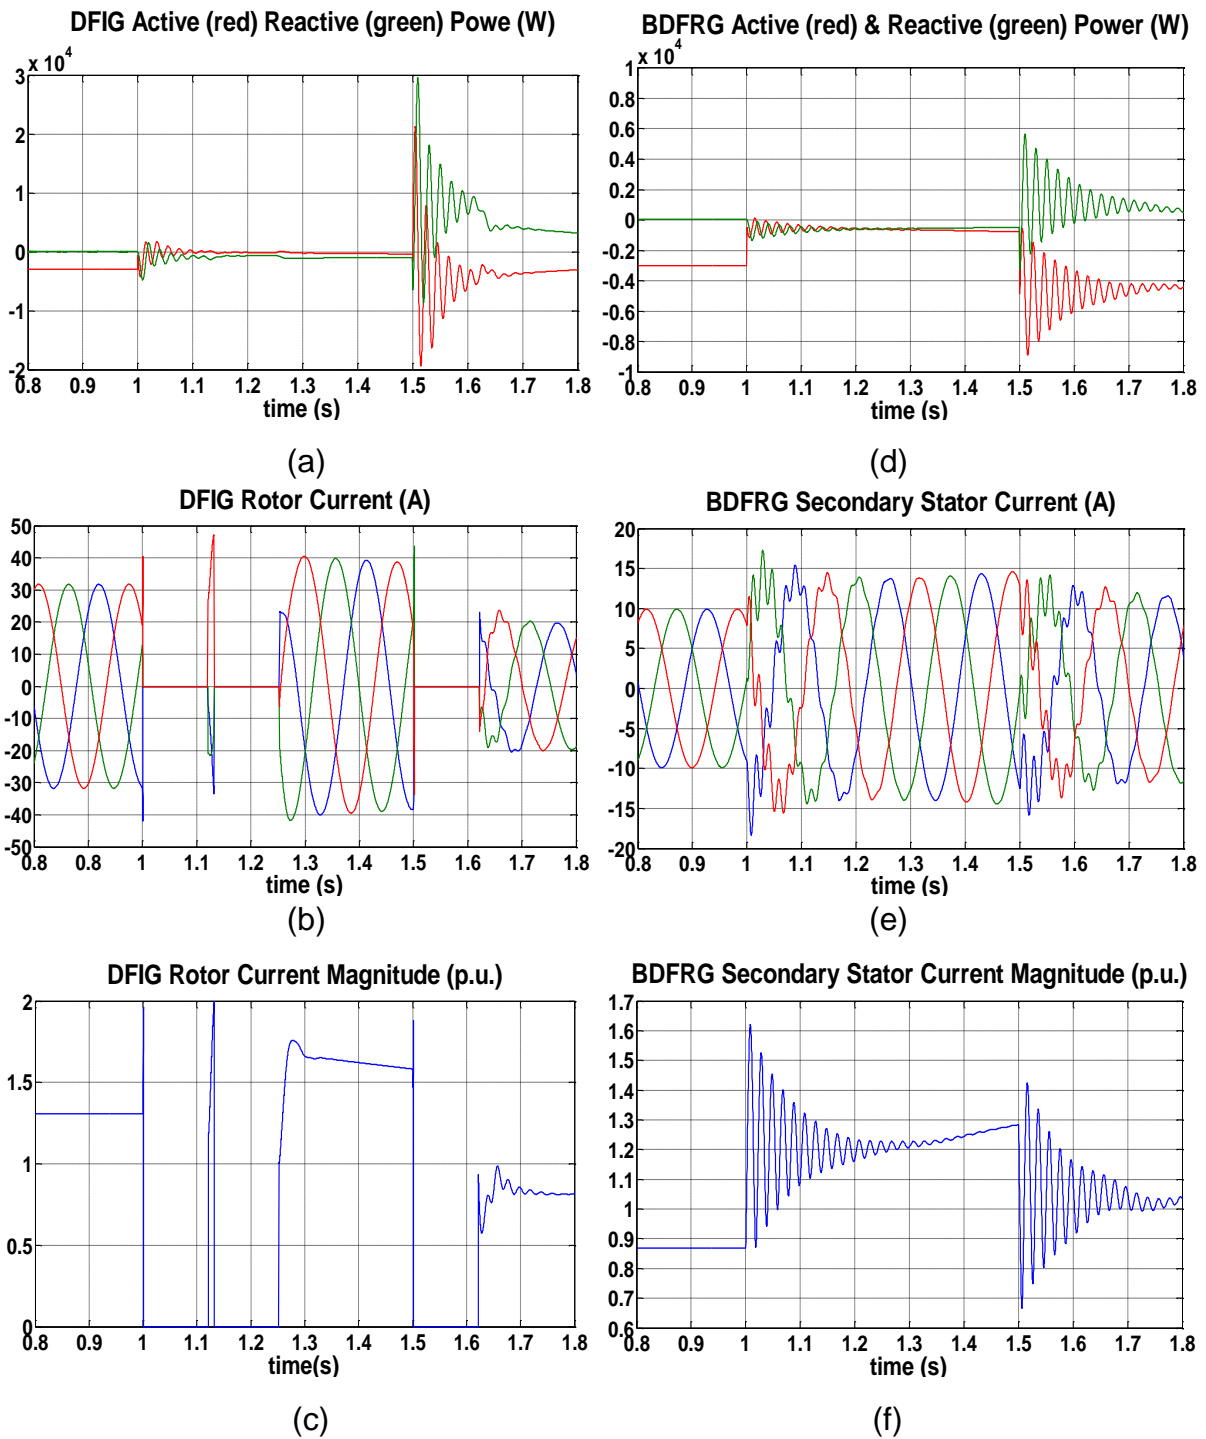 DFIG Active (red) Reactive (green) Powe (W)
x 10^4
3
2
1
0
-1
-2
0.8 0.9 1 1.1 1.2 1.3 1.4 1.5 1.6 1.7 1.8
time (s)
(a)
BDFRG Active (red) & Reactive (green) Power (W)
x 10^4
1
0.8
0.6
0.4
0.2
0
-0.2
-0.4
-0.6
-0.8
-1
0.8 0.9 1 1.1 1.2 1.3 1.4 1.5 1.6 1.7 1.8
time (s)
(d)
DFIG Rotor Current (A)
50
40
30
20
10
0
-10
-20
-30
-40
-50
0.8 0.8 1 1.1 1.2 1.3 1.4 1.5 1.6 1.7 1.8
time (s)
(b)
BDFRG Secondary Stator Current (A)
20
15
10
5
0
-5
-10
-15
-20
0.8 0.9 1 1.1 1.2 1.3 1.4 1.5 1.6 1.7 1.8
time (s)
(e)
DFIG Rotor Current Magnitude (p.u.)
2
1.5
1
0.5
0
0.8 0.9 1 1.1 1.2 1.3 1.4 1.5 1.6 1.7 1.8
time(s)
(c)
BDFRG Secondary Stator Current Magnitude (p.u.)
1.7
1.6
1.5
1.4
1.3
1.2
1.1
1
0.9
0.8
0.7
0.6
0.8 0.9 1 1.1 1.2 1.3 1.4 1.5 1.6 1.7 1.8
time (s)
(f)